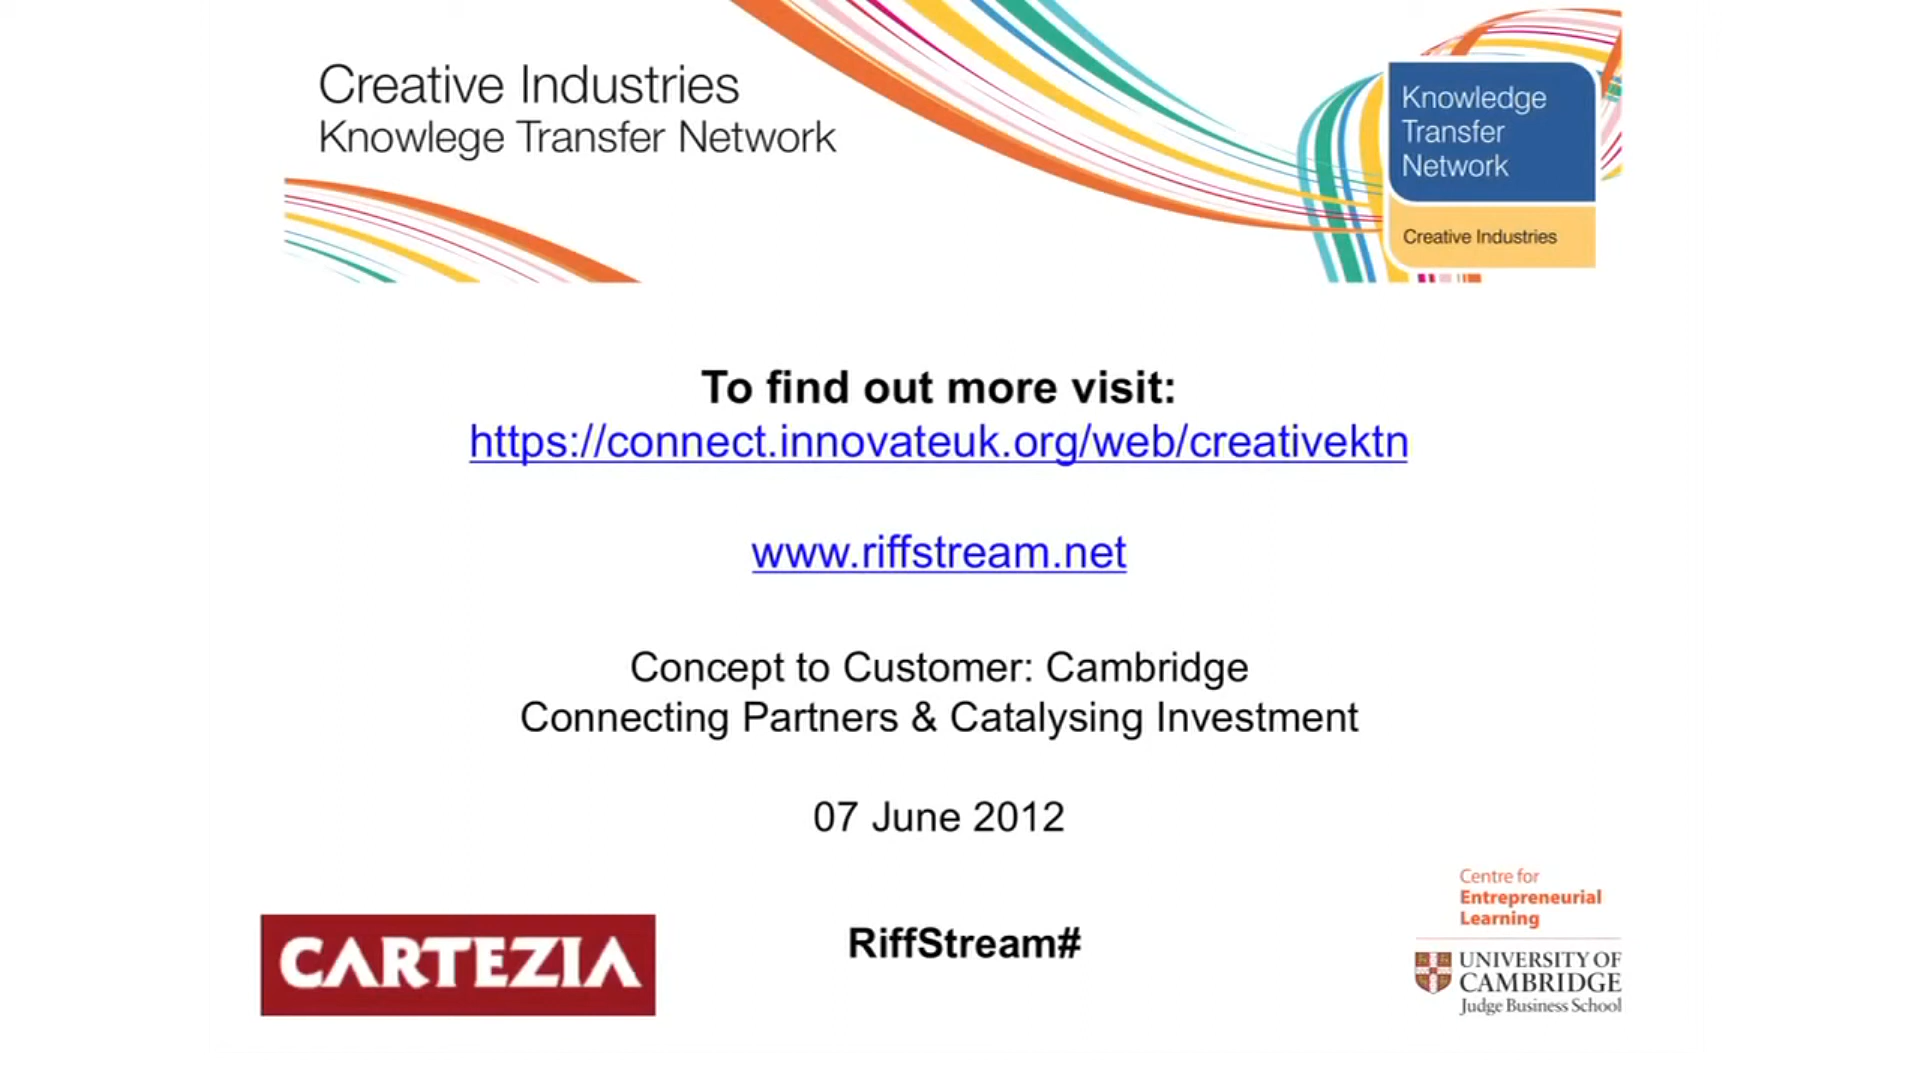 Creative Industries
Knowlege Transfer Network
Knowledge
Transfer
Network
Creative Industries
To find out more visit:
https://connect.innovateuk.org/web/creativektn
www.riffstream.net
Concept to Customer: Cambridge
Connecting Partners & Catalysing Investment
07 June 2012
CARTEZIA
RiffStream#
Centre for
Entrepreneurial
Learning
UNIVERSITY OF
CAMBRIDGE
Judge Business School